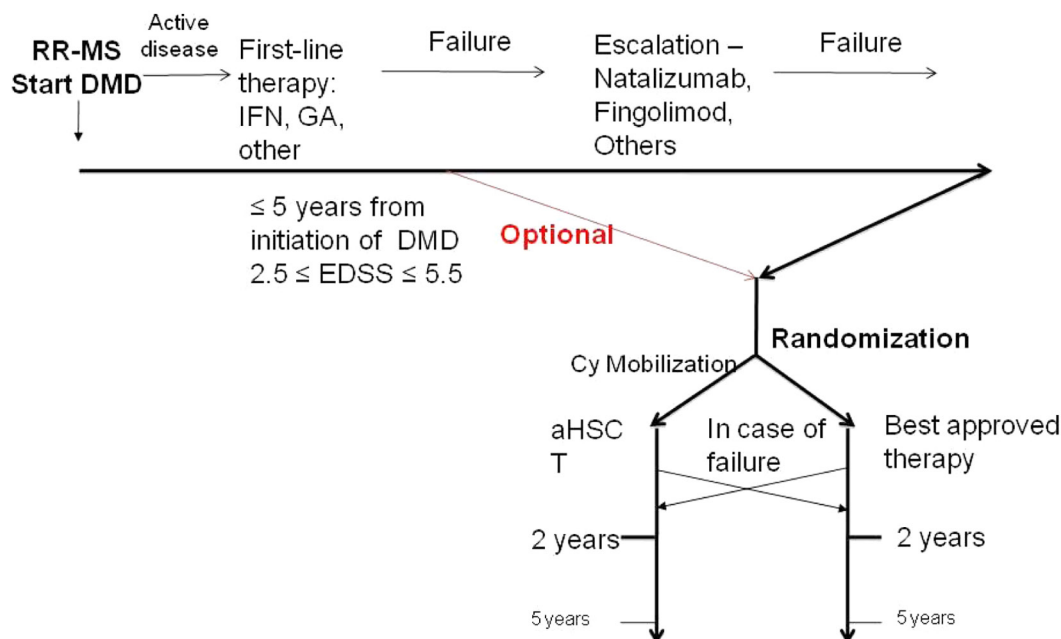 RR-MS
Start DMD
Active
disease
First-line
therapy:
IFN, GA,
other
Failure
Escalation –
Natalizumab,
Fingolimod,
Others
Failure
≤ 5 years from
initiation of DMD
2.5 ≤ EDSS ≤ 5.5
Optional
Randomization
Cy Mobilization
aHSC
T
In case of
failure
Best approved
therapy
2 years
2 years
5 years
5 years